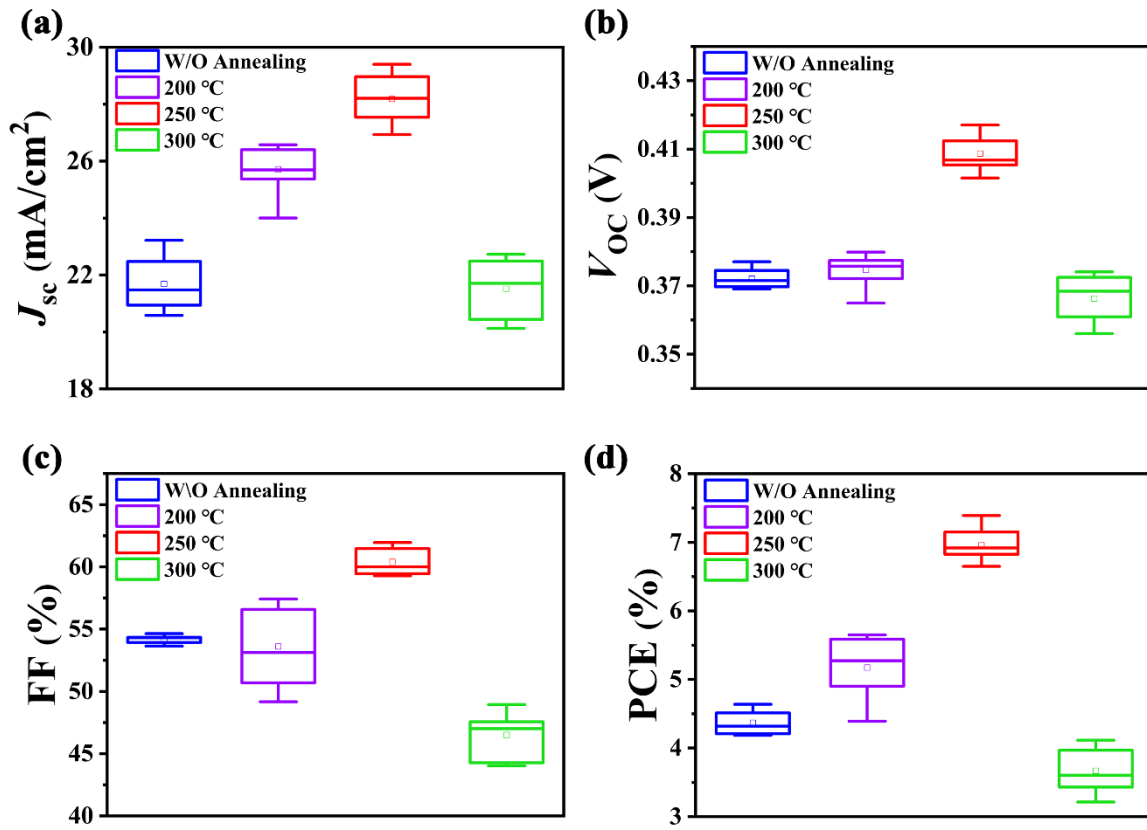 (a)
30
26
22
18
J_sc (mA/cm²)
W/O Annealing
200 °C
250 °C
300 °C
(b)
0.43
0.41
0.39
0.37
0.35
V_OC (V)
W/O Annealing
200 °C
250 °C
300 °C
(c)
65
60
55
50
45
40
FF (%)
W\O Annealing
200 °C
250 °C
300 °C
(d)
8
7
6
5
4
3
PCE (%)
W/O Annealing
200 °C
250 °C
300 °C